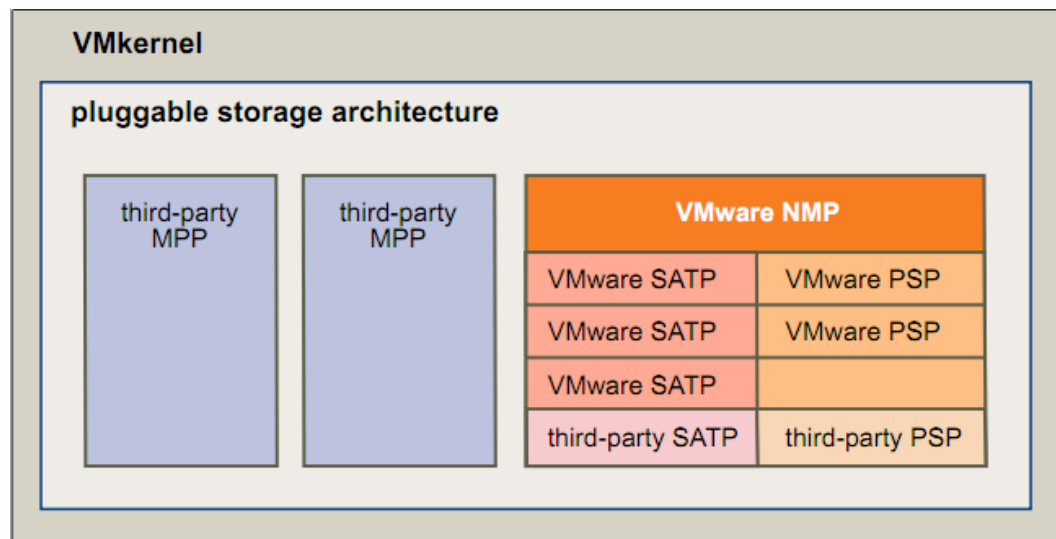 VMkernel
pluggable storage architecture
third-party
MPP
third-party
MPP
VMware NMP
VMware SATP
VMware PSP
VMware SATP
VMware PSP
VMware SATP
third-party SATP
third-party PSP